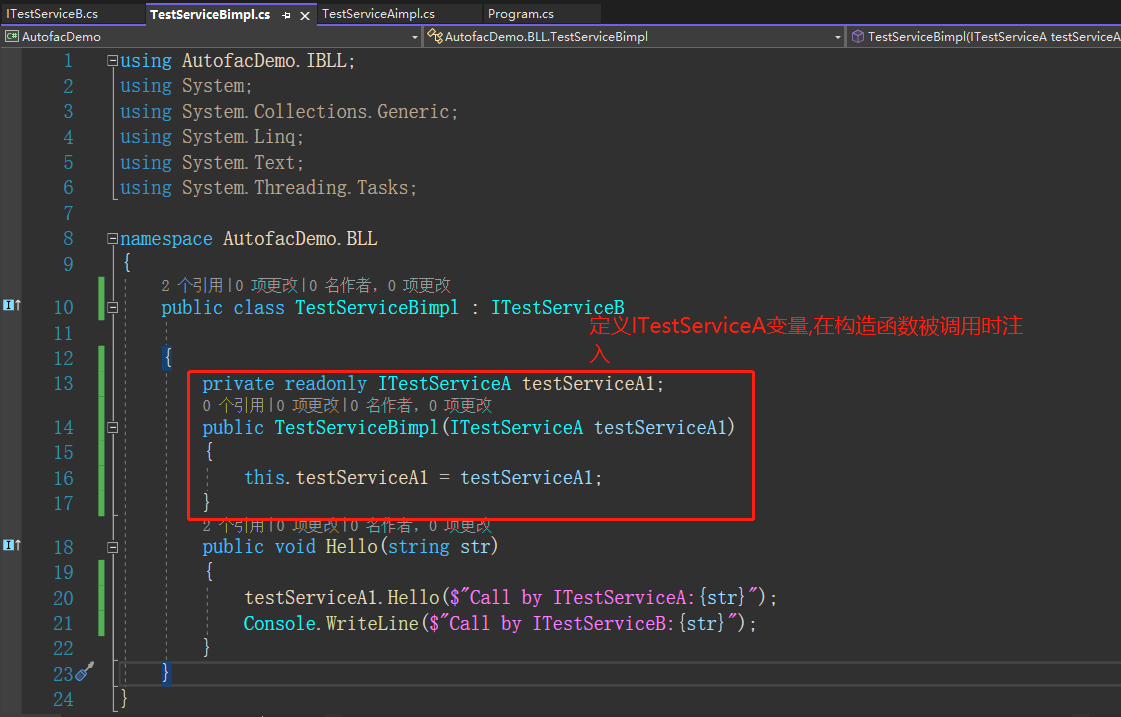 ITestServiceB.cs TestServiceBimpl.cs TestServiceAimpl.cs Program.cs
C# AutofacDemo AutofacDemo.BLL.TestServiceBimpl TestServiceBimpl(ITestServiceA testServiceA
1 using AutofacDemo.IBLL;
2 using System;
3 using System.Collections.Generic;
4 using System.Linq;
5 using System.Text;
6 using System.Threading.Tasks;
7
8 namespace AutofacDemo.BLL
9 {
2 个引用|0 项更改|0 名作者, 0 项更改
10 public class TestServiceBimpl : ITestServiceB
定义ITestServiceA变量,在构造函数被调用时注
入
11
12 {
13 private readonly ITestServiceA testServiceA1;
0 个引用|0 项更改|0 名作者, 0 项更改
14 public TestServiceBimpl(ITestServiceA testServiceA1)
15 {
16 this.testServiceA1 = testServiceA1;
17 }
2 个引用|0 项更改|0 名作者, 0 项更改
18 public void Hello(string str)
19 {
20 testServiceA1.Hello($"Call by ITestServiceA:{str}");
21 Console.WriteLine($"Call by ITestServiceB:{str}");
22 }
23 }
24 }